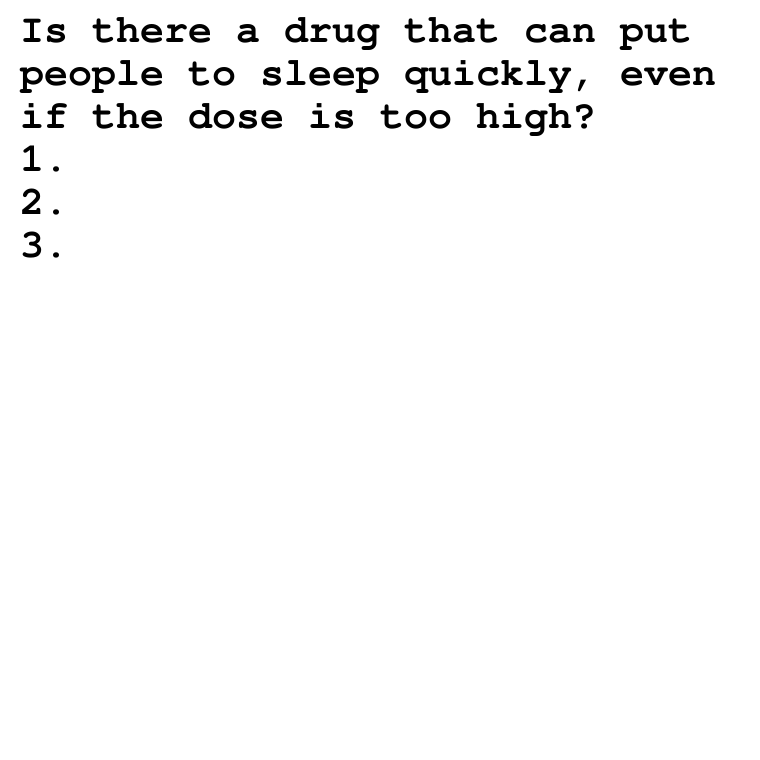 Is there a drug that can put
people to sleep quickly, even
if the dose is too high?
1.
2.
3.